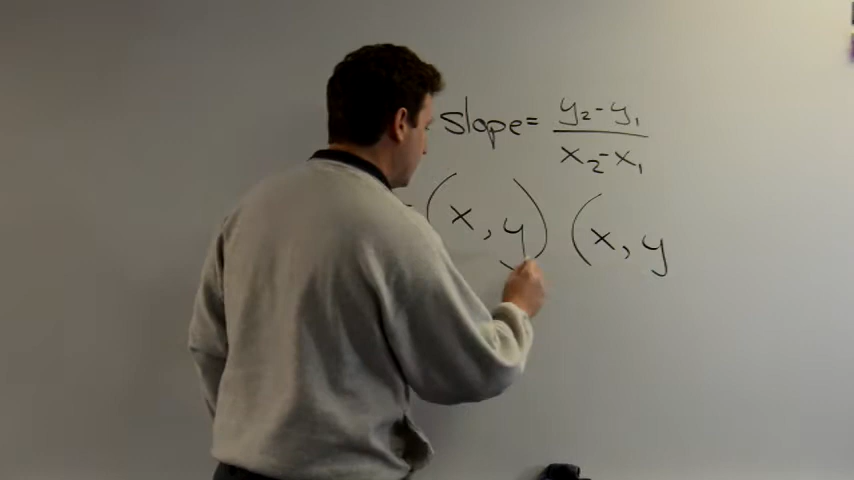 slope = y₂-y₁ / x₂-x₁
(x, y) (x, y